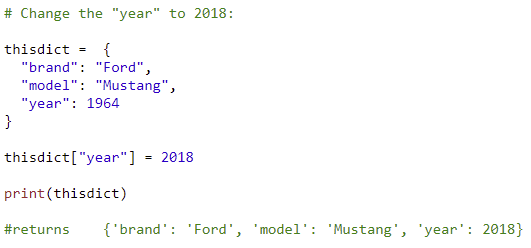 # Change the "year" to 2018:
thisdict =  {
  "brand": "Ford",
  "model": "Mustang",
  "year": 1964
}
thisdict["year"] = 2018
print(thisdict)
#returns    {'brand': 'Ford', 'model': 'Mustang', 'year': 2018}